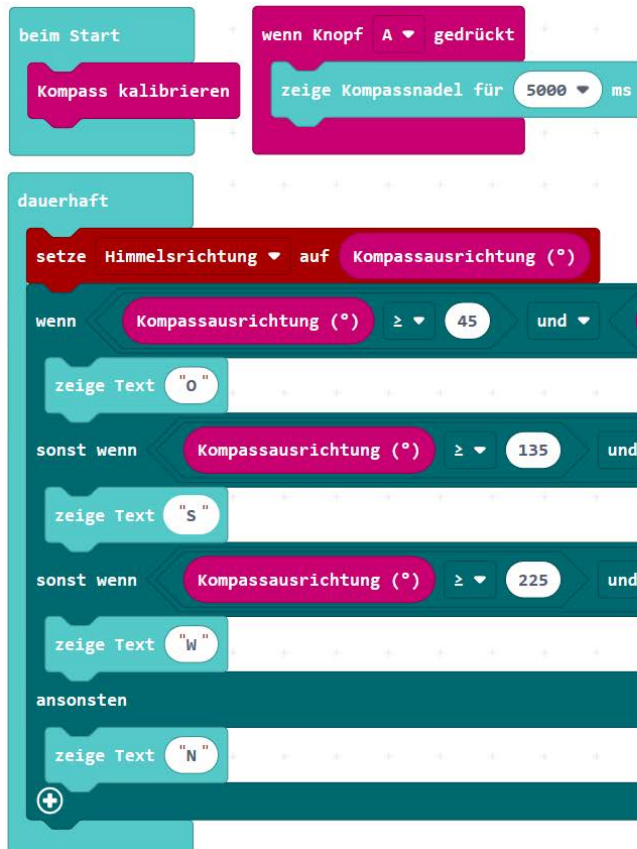 beim Start
Kompass kalibrieren
wenn Knopf A gedrückt
zeige Kompassnadel für 5000 ms
dauerhaft
setze Himmelsrichtung auf Kompassausrichtung (°)
wenn Kompassausrichtung (°) ≥ 45 und
zeige Text "O"
sonst wenn Kompassausrichtung (°) ≥ 135 und
zeige Text "S"
sonst wenn Kompassausrichtung (°) ≥ 225 und
zeige Text "W"
ansonsten
zeige Text "N"